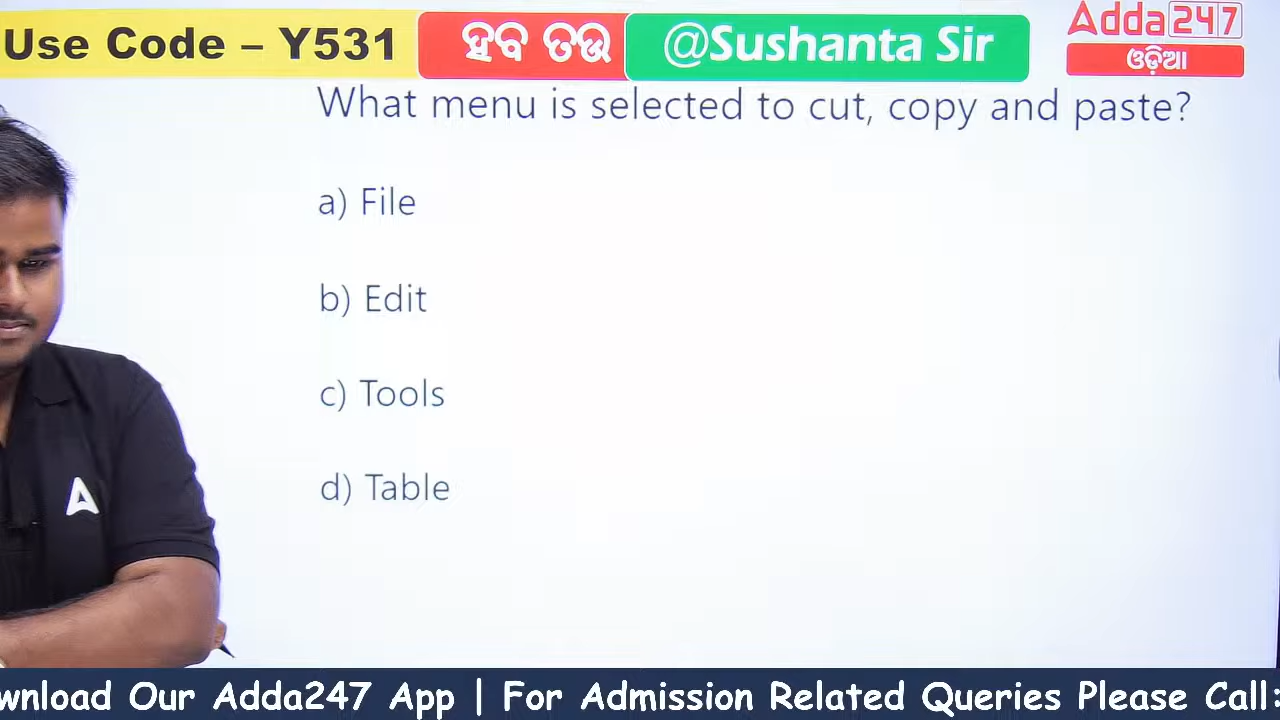 Use Code – Y531
ହବ ତଉ
@Sushanta Sir
Adda247
ଓଡ଼ିଆ
What menu is selected to cut, copy and paste?
a) File
b) Edit
c) Tools
d) Table
wnload Our Adda247 App | For Admission Related Queries Please Call: